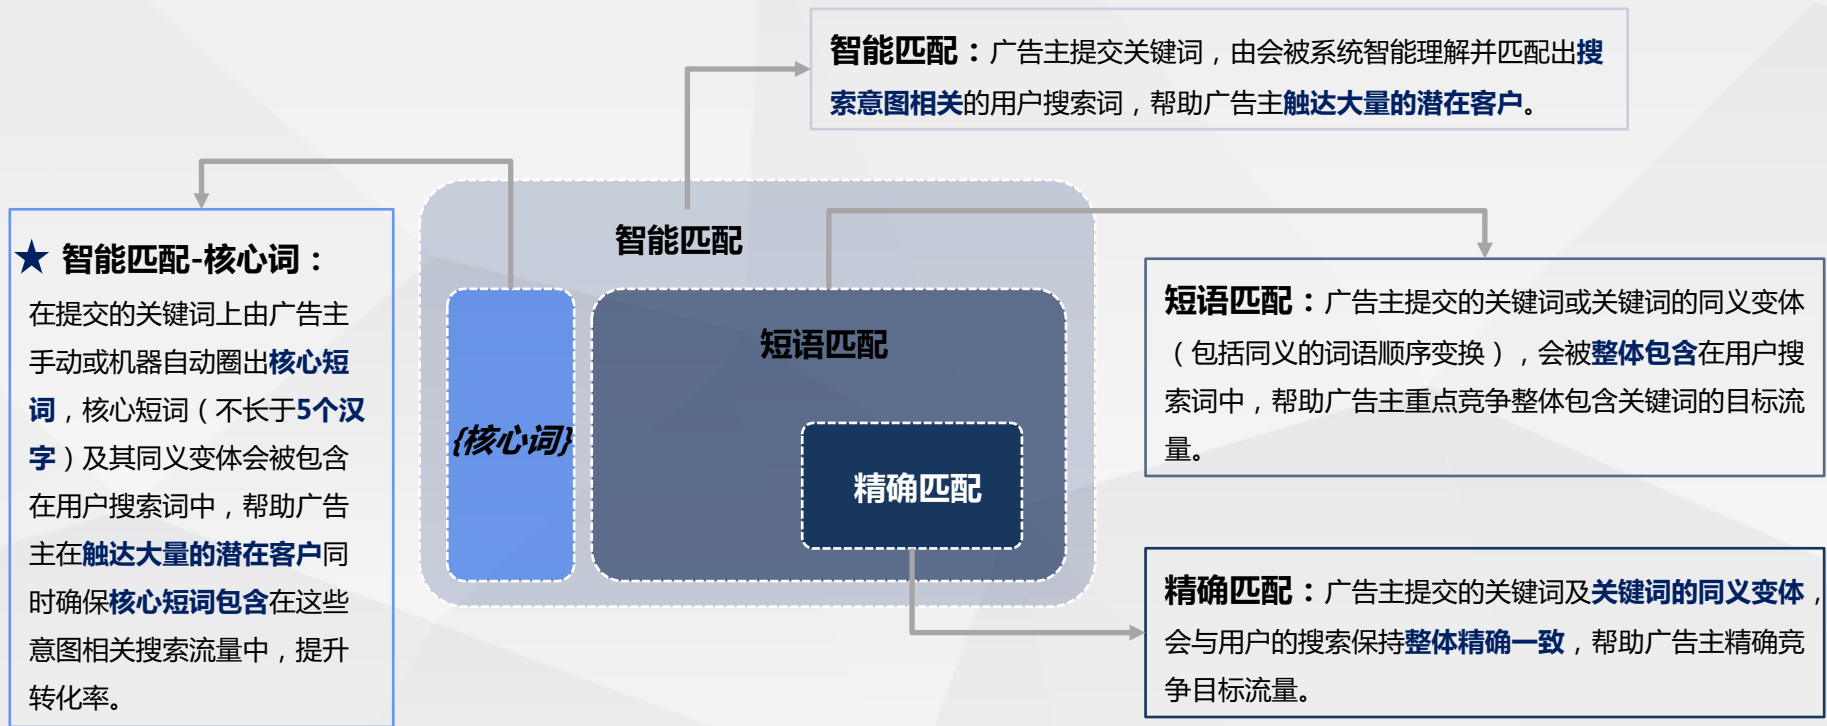 智能匹配：广告主提交关键词，由会被系统智能理解并匹配出搜
索意图相关的用户搜索词，帮助广告主触达大量的潜在客户。
★ 智能匹配-核心词：
在提交的关键词上由广告主
手动或机器自动圈出核心短
词，核心短词（不长于5个汉
字）及其同义变体会被包含
在用户搜索词中，帮助广告
主在触达大量的潜在客户同
时确保核心短词包含在这些
意图相关搜索流量中，提升
转化率。
智能匹配
{核心词}
短语匹配
精确匹配
短语匹配：广告主提交的关键词或关键词的同义变体
（包括同义的词语顺序变换），会被整体包含在用户搜
索词中，帮助广告主重点竞争整体包含关键词的目标流
量。
精确匹配：广告主提交的关键词及关键词的同义变体，
会与用户的搜索保持整体精确一致，帮助广告主精确竞
争目标流量。